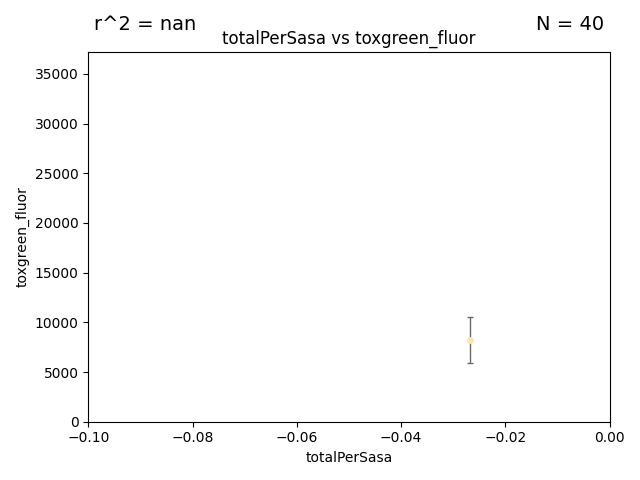 r^2 = nan
N = 40
totalPerSasa vs toxgreen_fluor
35000
30000
25000
20000
15000
10000
5000
0
toxgreen_fluor
−0.10
−0.08
−0.06
−0.04
−0.02
0.00
totalPerSasa